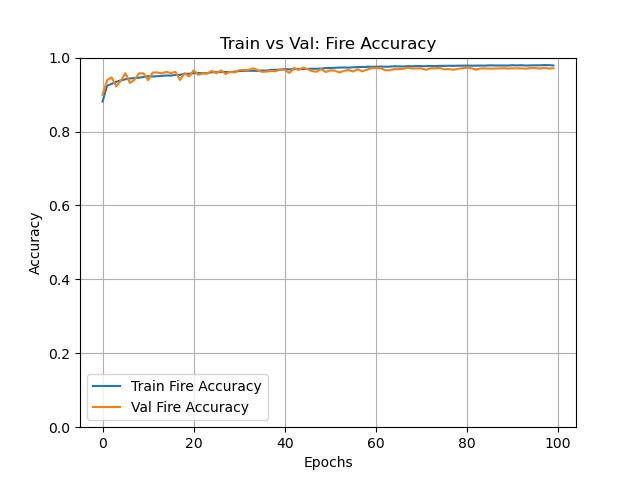 Train vs Val: Fire Accuracy
1.0
0.8
0.6
0.4
0.2
0.0
Accuracy
Train Fire Accuracy
Val Fire Accuracy
0 20 40 60 80 100
Epochs